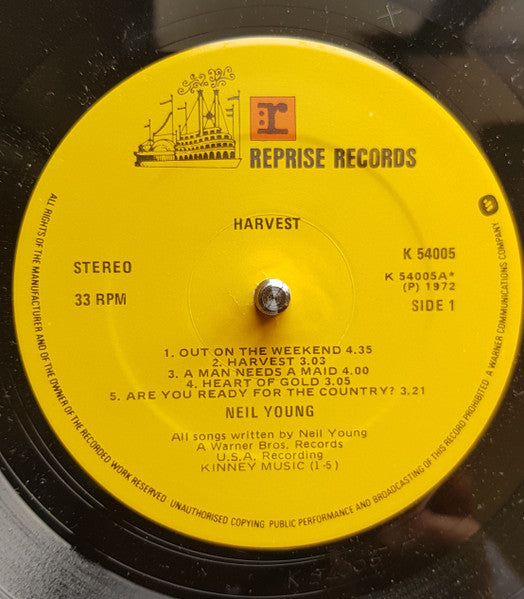 :r
REPRISE RECORDS
HARVEST
STEREO
33 RPM
K 54005
K 54005A*
(P) 1972
SIDE 1
1. OUT ON THE WEEKEND 4.35
2. HARVEST 3.03
3. A MAN NEEDS A MAID 4.00
4. HEART OF GOLD 3.05
5. ARE YOU READY FOR THE COUNTRY? 3.21
NEIL YOUNG
All songs written by Neil Young
A Warner Bros. Records
U.S.A. Recording
KINNEY MUSIC (1-5)
ALL RIGHTS OF THE MANUFACTURER AND OF THE OWNER OF THE RECORDED WORK RESERVED. UNAUTHORISED COPYING PUBLIC PERFORMANCE AND BROADCASTING OF THIS RECORD PROHIBITED A WARNER COMMUNICATIONS COMPANY